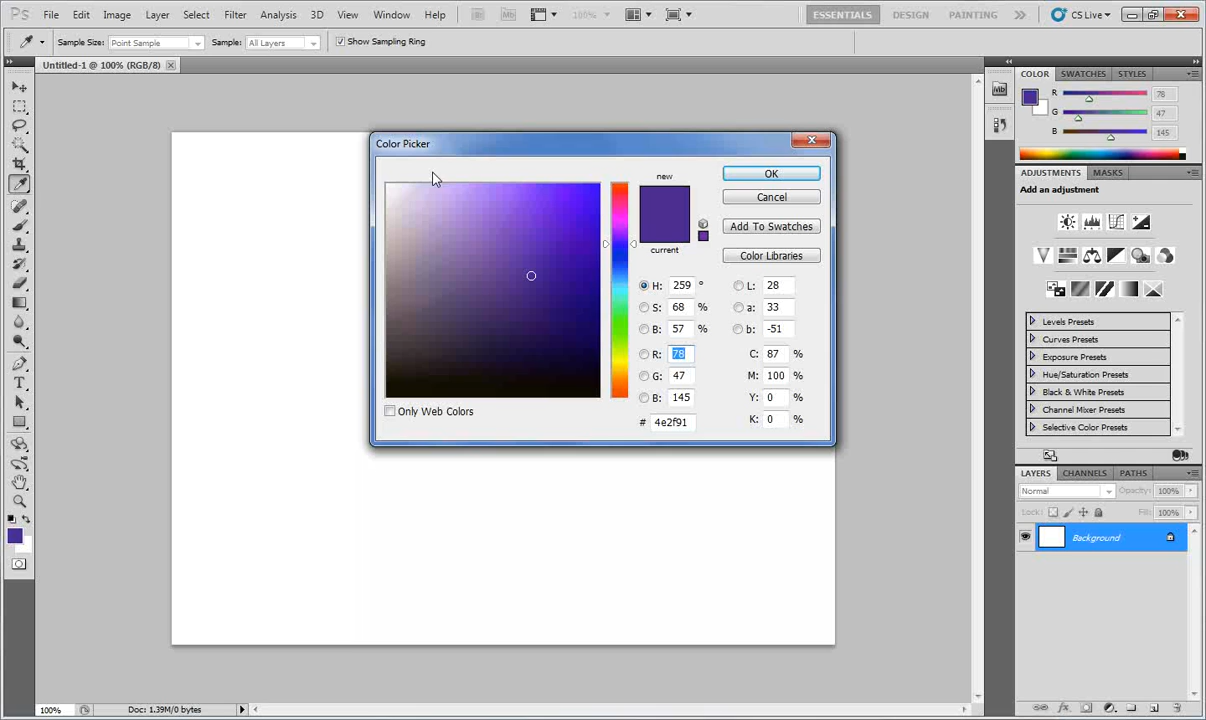 Ps File Edit Image Layer Select Filter Analysis 3D View Window Help Mb 100% ESSENTIALS DESIGN PAINTING CS Live
Sample Size: Point Sample Sample: All Layers Show Sampling Ring
Untitled-1 @ 100% (RGB/8)
COLOR SWATCHES STYLES
Mb
R 78
G 47
B 145
Color Picker
new
current
OK
Cancel
Add To Swatches
Color Libraries
H: 259 ° L: 28
S: 68 % a: 33
B: 57 % b: -51
R: 78 C: 87 %
G: 47 M: 100 %
B: 145 Y: 0 %
# 4e2f91 K: 0 %
Only Web Colors
ADJUSTMENTS MASKS
Add an adjustment
Levels Presets
Curves Presets
Exposure Presets
Hue/Saturation Presets
Black & White Presets
Channel Mixer Presets
Selective Color Presets
LAYERS CHANNELS PATHS
Normal Opacity: 100%
Lock: Fill: 100%
Background
fx
T
100% Doc: 1.39M/0 bytes